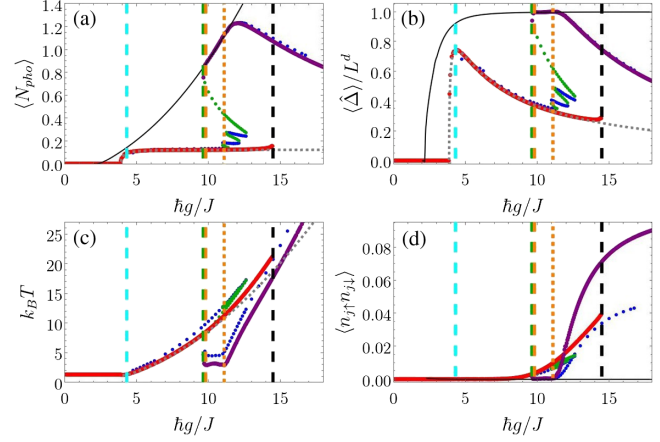 (a)
⟨N_pho⟩
1.4
1.2
1.0
0.8
0.6
0.4
0.2
0.0
0 5 10 15
ħg/J
(b)
⟨Δ̂⟩/L^d
1.0
0.8
0.6
0.4
0.2
0.0
0 5 10 15
ħg/J
(c)
k_BT
25
20
15
10
5
0
0 5 10 15
ħg/J
(d)
⟨n_j↑n_j↓⟩
0.08
0.06
0.04
0.02
0.00
0 5 10 15
ħg/J